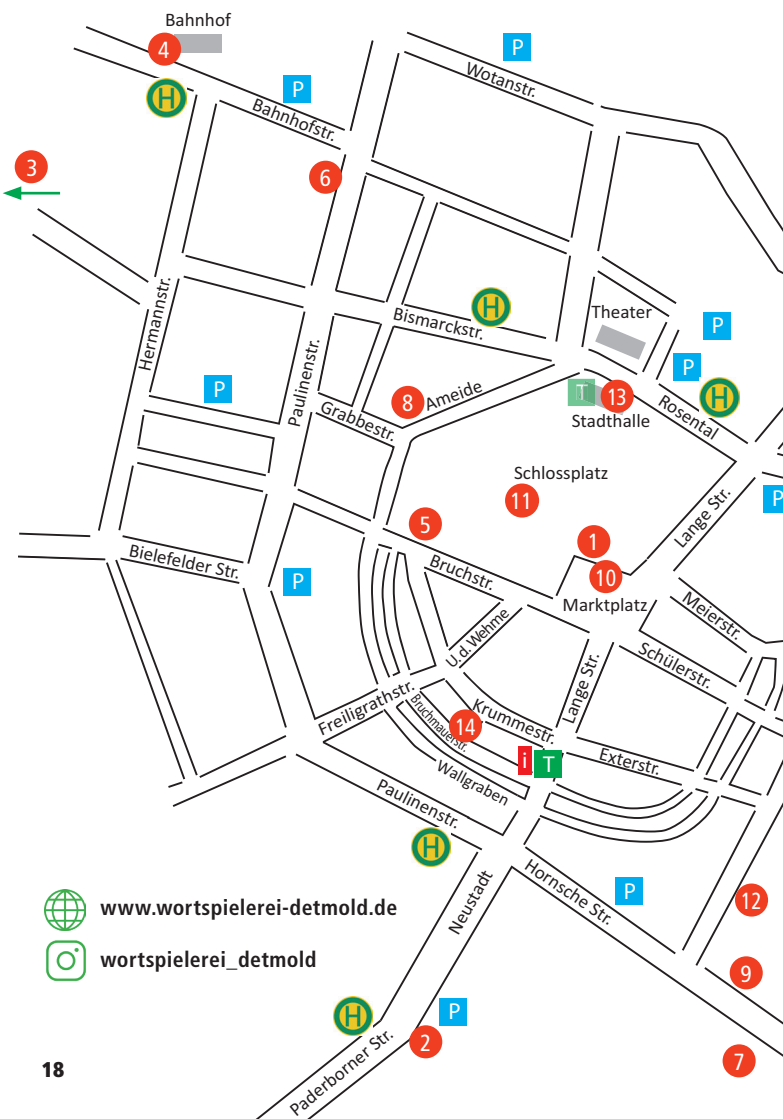 Bahnhof
4
P
Wotanstr.
H
P
Bahnhofstr.
3
6
H
Theater
P
Hermannstr.
Bismarckstr.
P
P
Paulinenstr.
8
Ameide
T
13
H
Grabbestr.
Stadthalle
Rosental
Schlossplatz
11
P
5
Lange Str.
1
Bielefelder Str.
Bruchstr.
10
P
Marktplatz
Meierstr.
U.d.Wehme
Schülerstr.
Freiligrathstr.
Lange Str.
Bruchmauerstr.
14
Krummestr.
Exterstr.
i
T
Wallgraben
Paulinenstr.
H
Hornsche Str.
P
Neustadt
12
www.wortspielerei-detmold.de
wortspielerei_detmold
9
H
P
2
7
Paderborner Str.
18